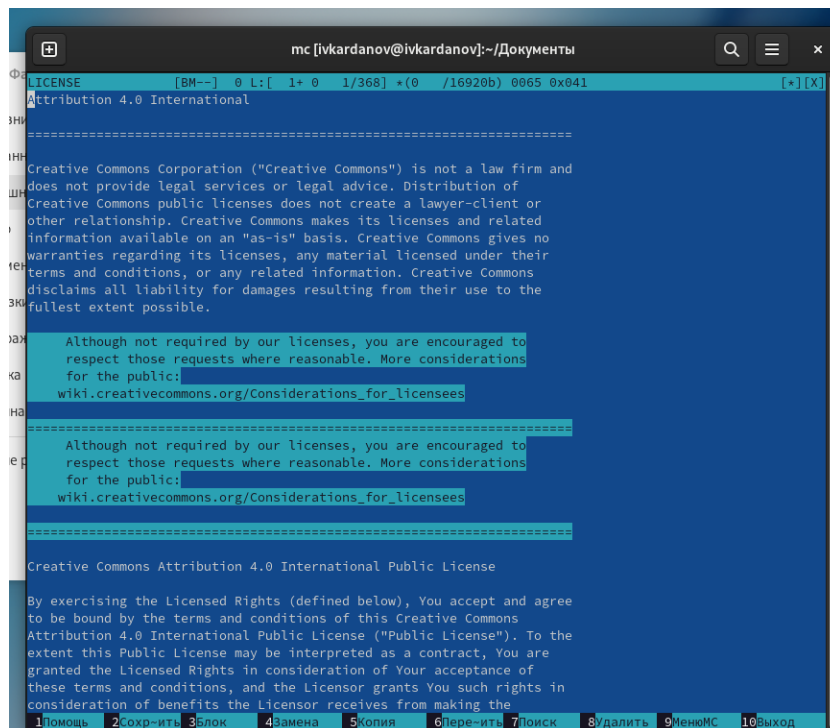 mc [ivkardanov@ivkardanov]:~/Документы
LICENSE [BM--] 0 L:[ 1+ 0 1/368] *(0 /16920b) 0065 0x041 [*][X]
Attribution 4.0 International
=======================================================================
Creative Commons Corporation ("Creative Commons") is not a law firm and
does not provide legal services or legal advice. Distribution of
Creative Commons public licenses does not create a lawyer-client or
other relationship. Creative Commons makes its licenses and related
information available on an "as-is" basis. Creative Commons gives no
warranties regarding its licenses, any material licensed under their
terms and conditions, or any related information. Creative Commons
disclaims all liability for damages resulting from their use to the
fullest extent possible.
Although not required by our licenses, you are encouraged to
respect those requests where reasonable. More considerations
for the public:
wiki.creativecommons.org/Considerations_for_licensees
=======================================================================
Although not required by our licenses, you are encouraged to
respect those requests where reasonable. More considerations
for the public:
wiki.creativecommons.org/Considerations_for_licensees
=======================================================================
Creative Commons Attribution 4.0 International Public License
By exercising the Licensed Rights (defined below), You accept and agree
to be bound by the terms and conditions of this Creative Commons
Attribution 4.0 International Public License ("Public License"). To the
extent this Public License may be interpreted as a contract, You are
granted the Licensed Rights in consideration of Your acceptance of
these terms and conditions, and the Licensor grants You such rights in
consideration of benefits the Licensor receives from making the
1Помощь 2Сохр~ить 3Блок 4Замена 5Копия 6Пере~ить 7Поиск 8Удалить 9МенюMC 10Выход